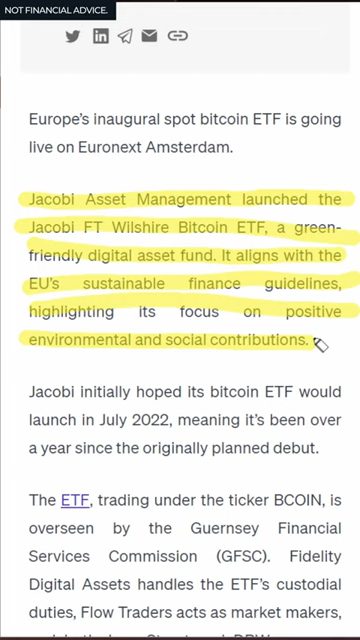 NOT FINANCIAL ADVICE.
Europe's inaugural spot bitcoin ETF is going
live on Euronext Amsterdam.
Jacobi Asset Management launched the
Jacobi FT Wilshire Bitcoin ETF, a green-
friendly digital asset fund. It aligns with the
EU's sustainable finance guidelines,
highlighting its focus on positive
environmental and social contributions.
Jacobi initially hoped its bitcoin ETF would
launch in July 2022, meaning it's been over
a year since the originally planned debut.
The ETF, trading under the ticker BCOIN, is
overseen by the Guernsey Financial
Services Commission (GFSC). Fidelity
Digital Assets handles the ETF's custodial
duties, Flow Traders acts as market makers,